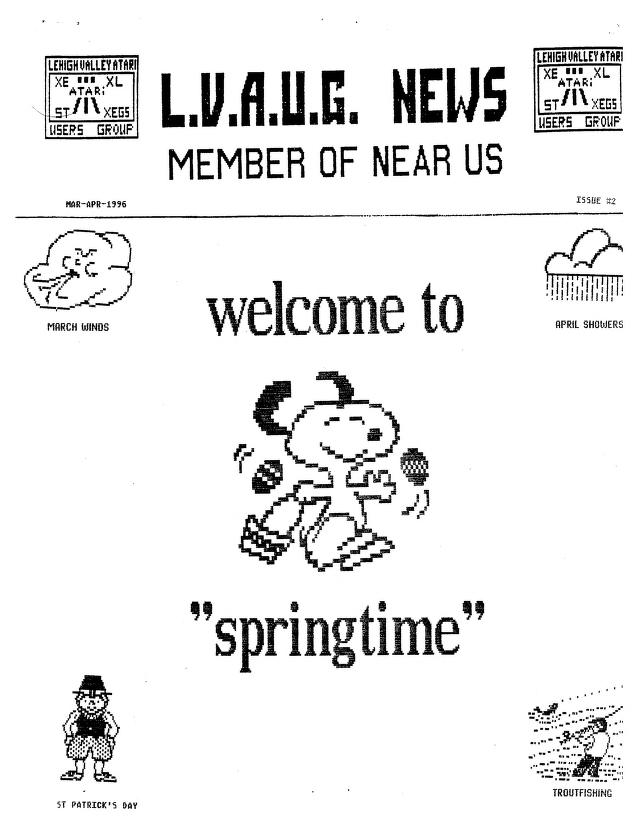 LEHIGH VALLEY ATARI
XE XL
ATARI
ST XEGS
USERS GROUP
L.V.A.U.G. NEWS
MEMBER OF NEAR US
LEHIGH VALLEY ATARI
XE XL
ATARI
ST XEGS
USERS GROUP
MAR-APR-1996
ISSUE #2
MARCH WINDS
APRIL SHOWERS
welcome to
"springtime"
ST PATRICK'S DAY
TROUTFISHING